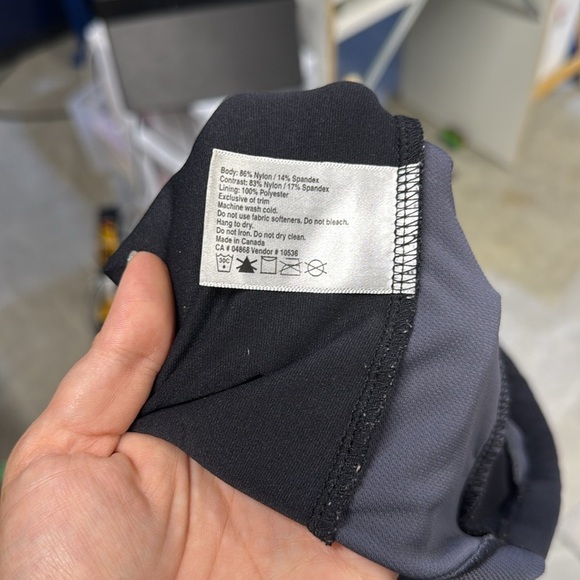 Body: 86% Nylon / 14% Spandex
Contrast: 83% Nylon / 17% Spandex
Lining: 100% Polyester
Exclusive of trim
Machine wash cold.
Do not use fabric softeners. Do not bleach.
Hang to dry.
Do not Iron. Do not dry clean.
Made in Canada
CA # 04868 Vendor # 10536
30C